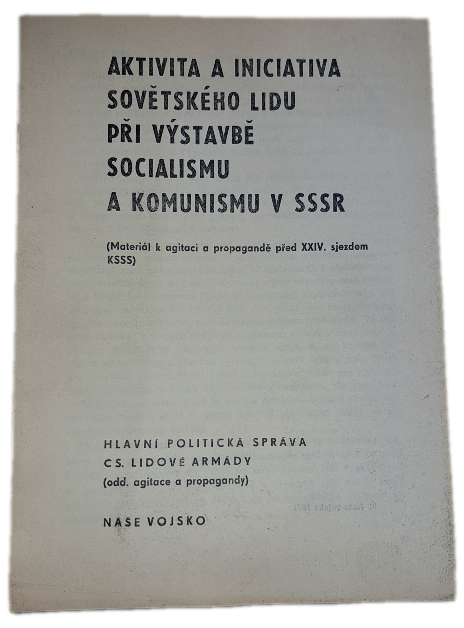 AKTIVITA A INICIATIVA
SOVĚTSKÉHO LIDU
PŘI VÝSTAVBĚ
SOCIALISMU
A KOMUNISMU V SSSR
(Materiál k agitaci a propagandě před XXIV. sjezdem
KSSS)
HLAVNÍ POLITICKÁ SPRÁVA
ČS. LIDOVÉ ARMÁDY
(odd. agitace a propagandy)
NAŠE VOJSKO